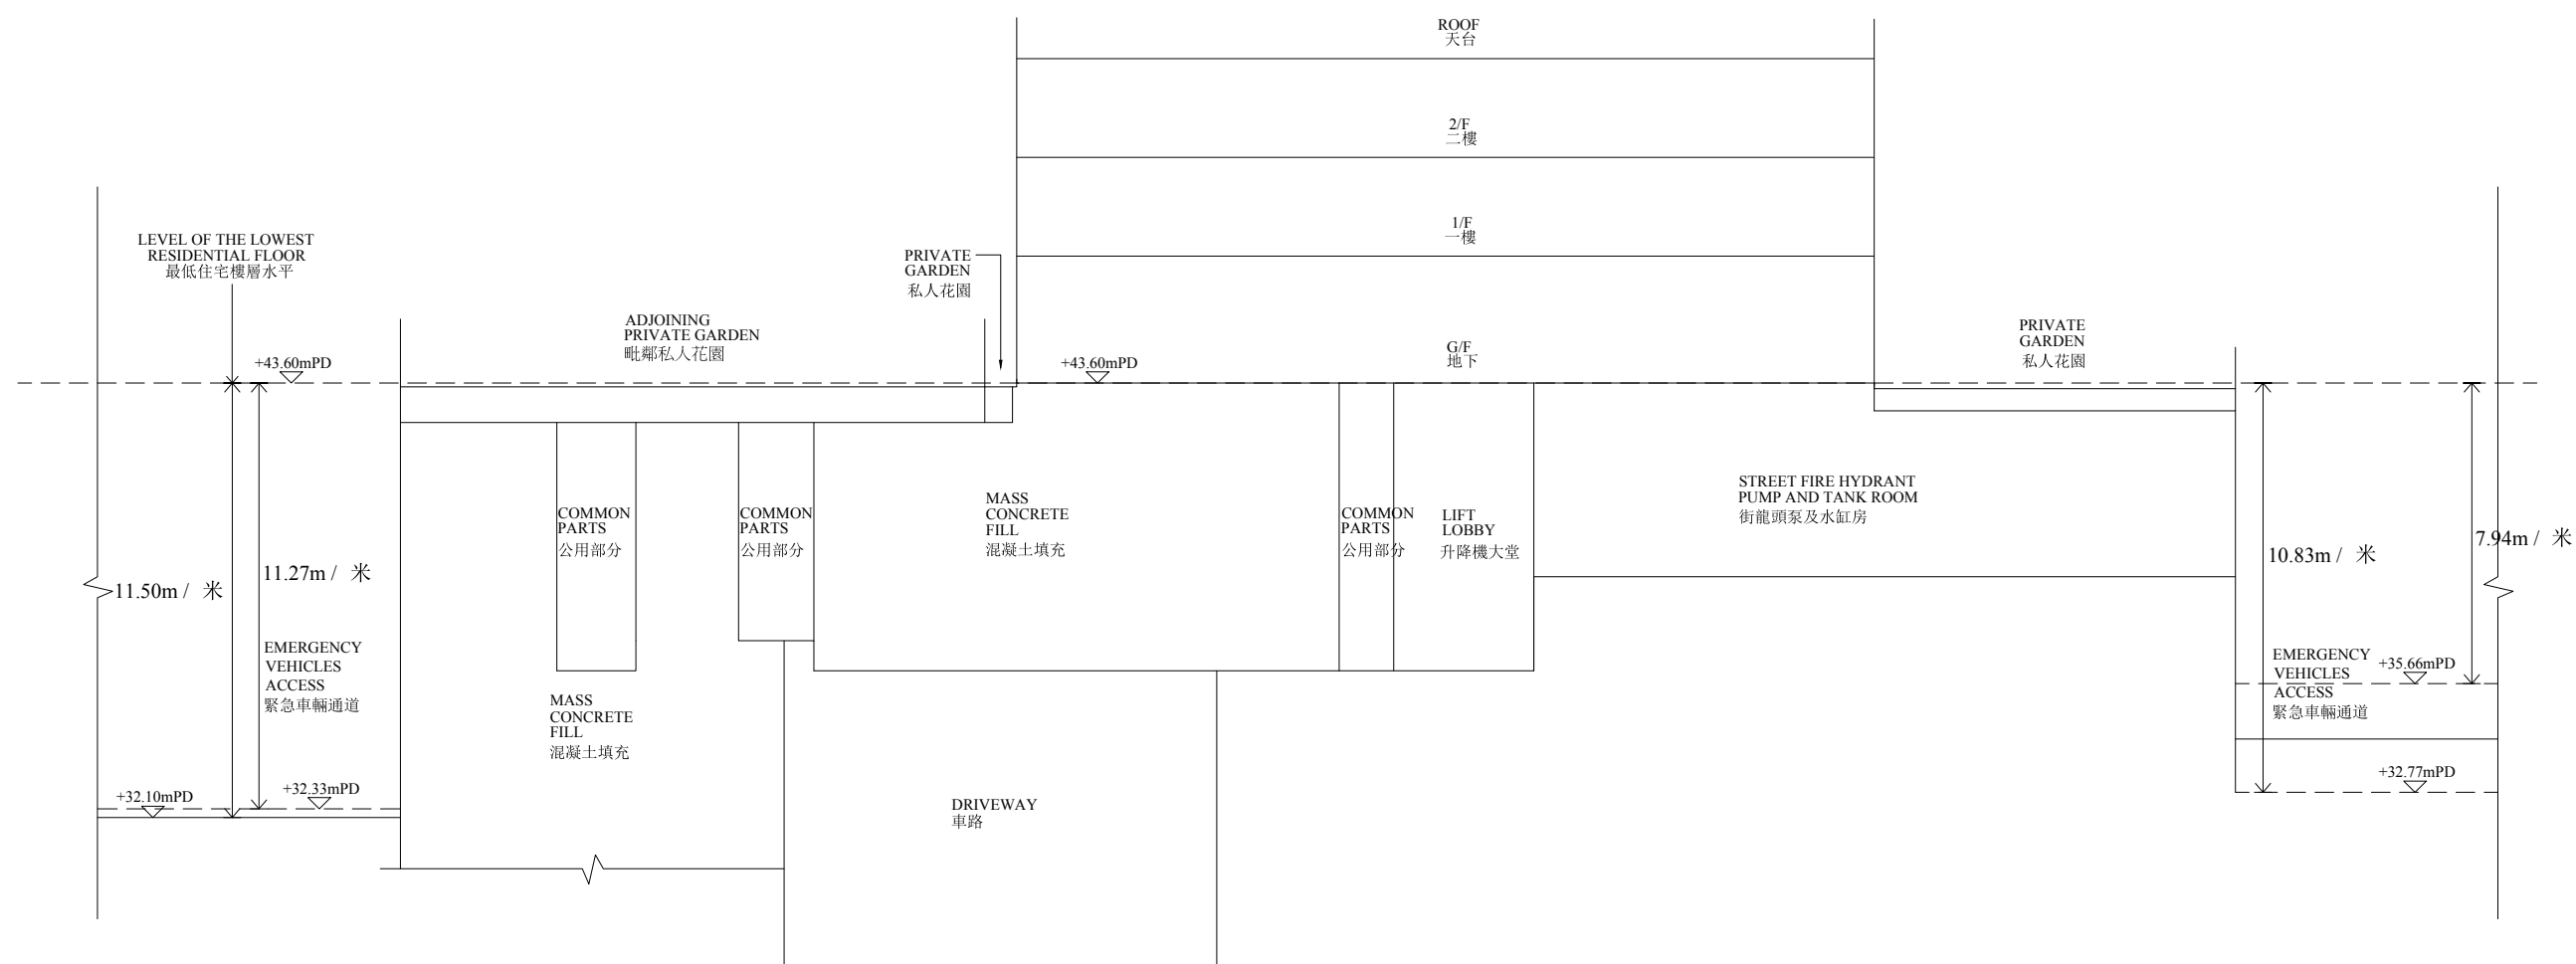 ROOF
天台
2/F
二樓
1/F
一樓
LEVEL OF THE LOWEST
RESIDENTIAL FLOOR
最低住宅樓層水平
PRIVATE
GARDEN
私人花園
ADJOINING
PRIVATE GARDEN
毗鄰私人花園
PRIVATE
GARDEN
私人花園
G/F
地下
+43.60mPD
+43.60mPD
COMMON
PARTS
公用部分
COMMON
PARTS
公用部分
MASS
CONCRETE
FILL
混凝土填充
COMMON
PARTS
公用部分
LIFT
LOBBY
升降機大堂
STREET FIRE HYDRANT
PUMP AND TANK ROOM
街龍頭泵及水缸房
7.94m / 米
10.83m / 米
11.27m / 米
11.50m / 米
EMERGENCY
VEHICLES
ACCESS
緊急車輛通道
EMERGENCY
VEHICLES
ACCESS
緊急車輛通道
+35.66mPD
MASS
CONCRETE
FILL
混凝土填充
+32.10mPD
+32.33mPD
+32.77mPD
DRIVEWAY
車路